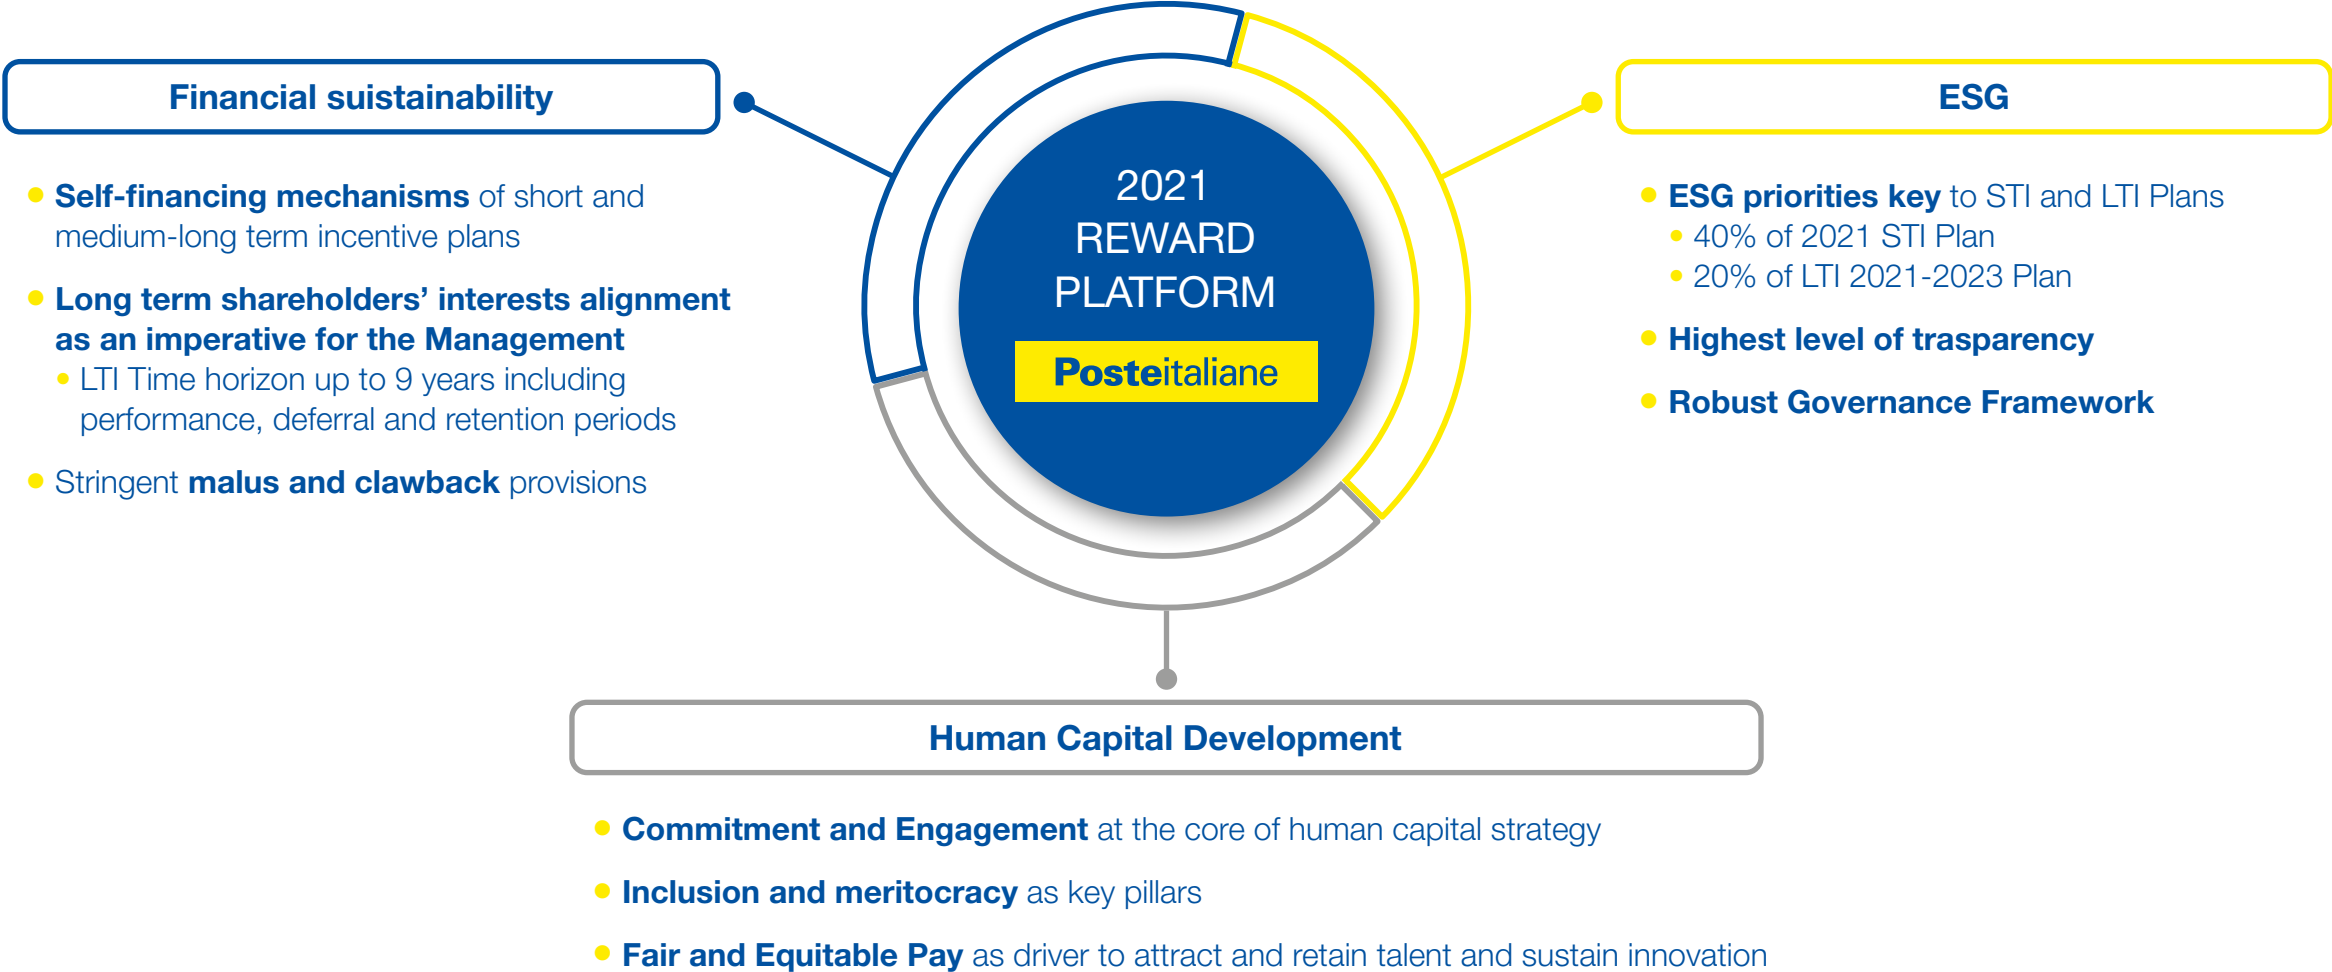 Financial suistainability
• Self-financing mechanisms of short and
medium-long term incentive plans
• Long term shareholders’ interests alignment
as an imperative for the Management
• LTI Time horizon up to 9 years including
performance, deferral and retention periods
• Stringent malus and clawback provisions
2021
REWARD
PLATFORM
Posteitaliane
ESG
• ESG priorities key to STI and LTI Plans
• 40% of 2021 STI Plan
• 20% of LTI 2021-2023 Plan
• Highest level of trasparency
• Robust Governance Framework
Human Capital Development
• Commitment and Engagement at the core of human capital strategy
• Inclusion and meritocracy as key pillars
• Fair and Equitable Pay as driver to attract and retain talent and sustain innovation